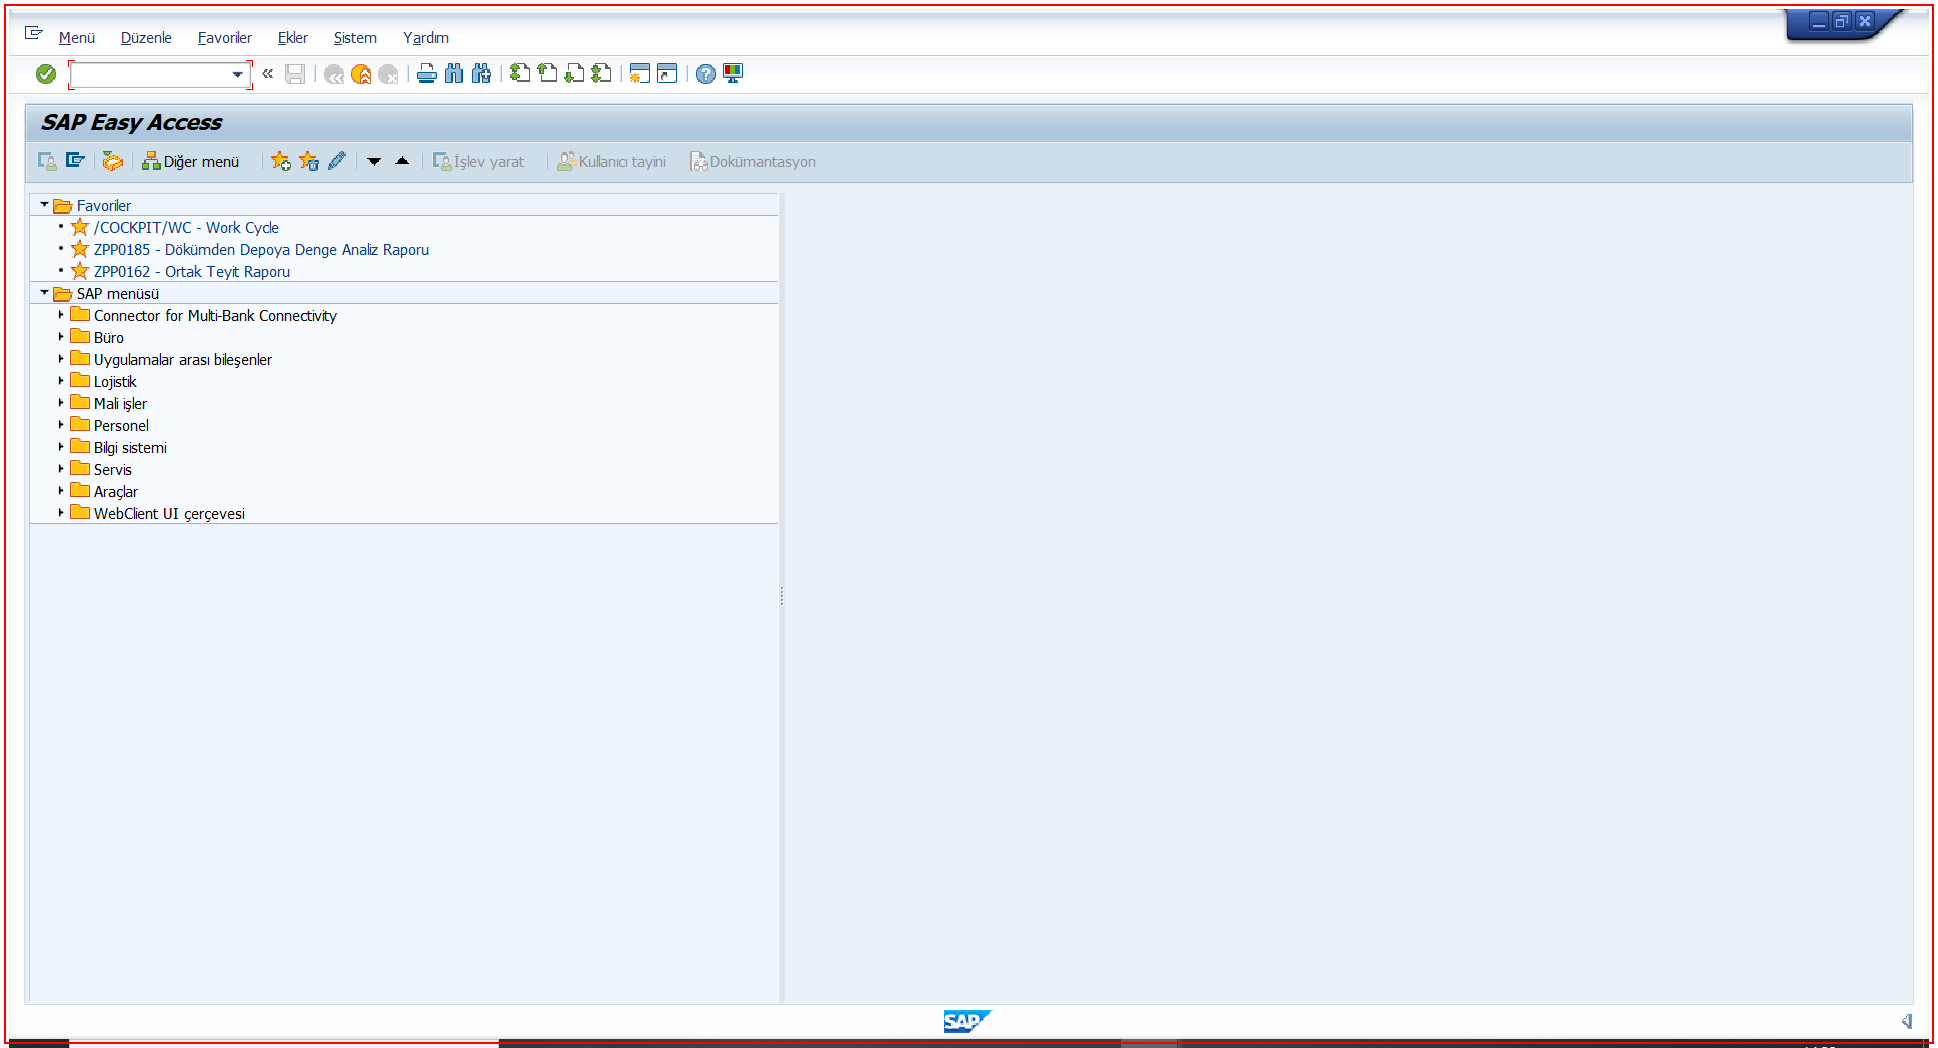 Menü Düzenle Favoriler Ekler Sistem Yardım
SAP Easy Access
Diğer menü İşlev yarat Kullanıcı tayini Dokümantasyon
Favoriler
/COCKPIT/WC - Work Cycle
ZPP0185 - Dökümden Depoya Denge Analiz Raporu
ZPP0162 - Ortak Teyit Raporu
SAP menüsü
Connector for Multi-Bank Connectivity
Büro
Uygulamalar arası bileşenler
Lojistik
Mali işler
Personel
Bilgi sistemi
Servis
Araçlar
WebClient UI çerçevesi
SAP